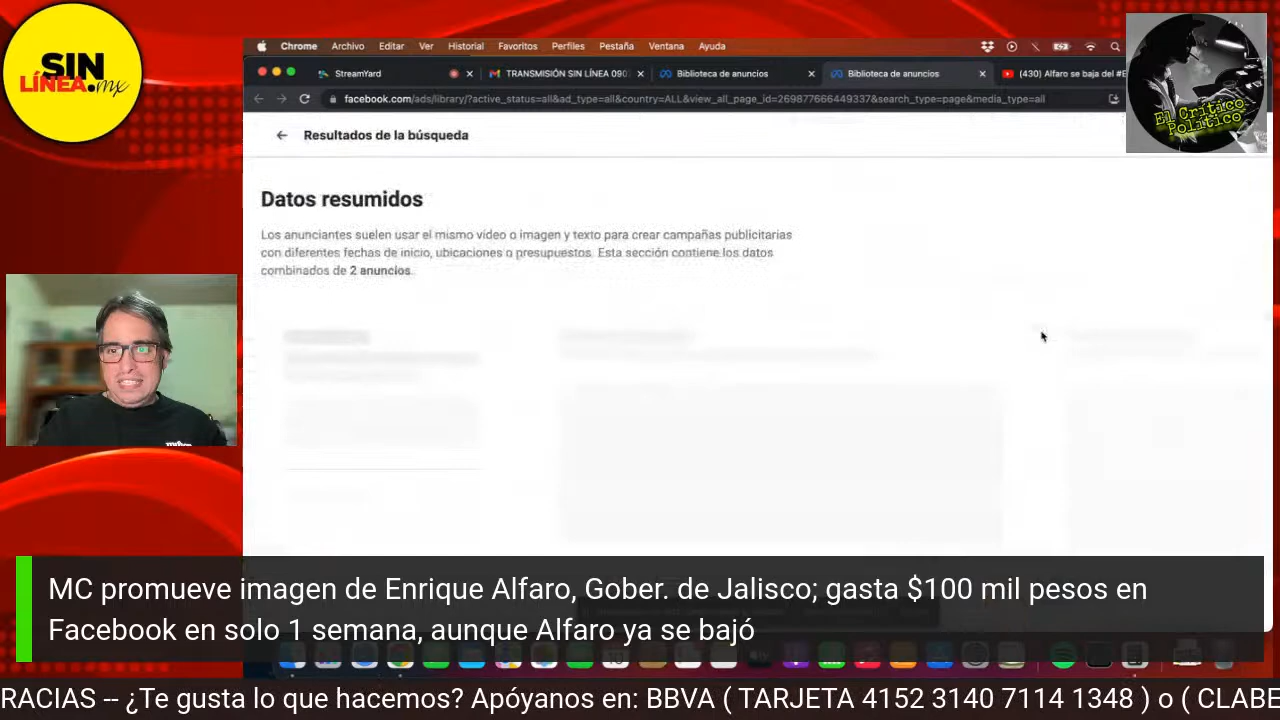 SIN
LÍNEA.mx
Chrome Archivo Editar Ver Historial Favoritos Perfiles Pestaña Ventana Ayuda
StreamYard
TRANSMISIÓN SIN LÍNEA 090
Biblioteca de anuncios
Biblioteca de anuncios
(430) Alfaro se baja del #E
facebook.com/ads/library/?active_status=all&ad_type=all&country=ALL&view_all_page_id=269877666449337&search_type=page&media_type=all
El Crítico
Político
Resultados de la búsqueda
Datos resumidos
Los anunciantes suelen usar el mismo video o imagen y texto para crear campañas publicitarias
con diferentes fechas de inicio, ubicaciones o presupuestos. Esta sección contiene los datos
combinados de 2 anuncios.
MC promueve imagen de Enrique Alfaro, Gober. de Jalisco; gasta $100 mil pesos en
Facebook en solo 1 semana, aunque Alfaro ya se bajó
RACIAS -- ¿Te gusta lo que hacemos? Apóyanos en: BBVA ( TARJETA 4152 3140 7114 1348 ) o ( CLABE